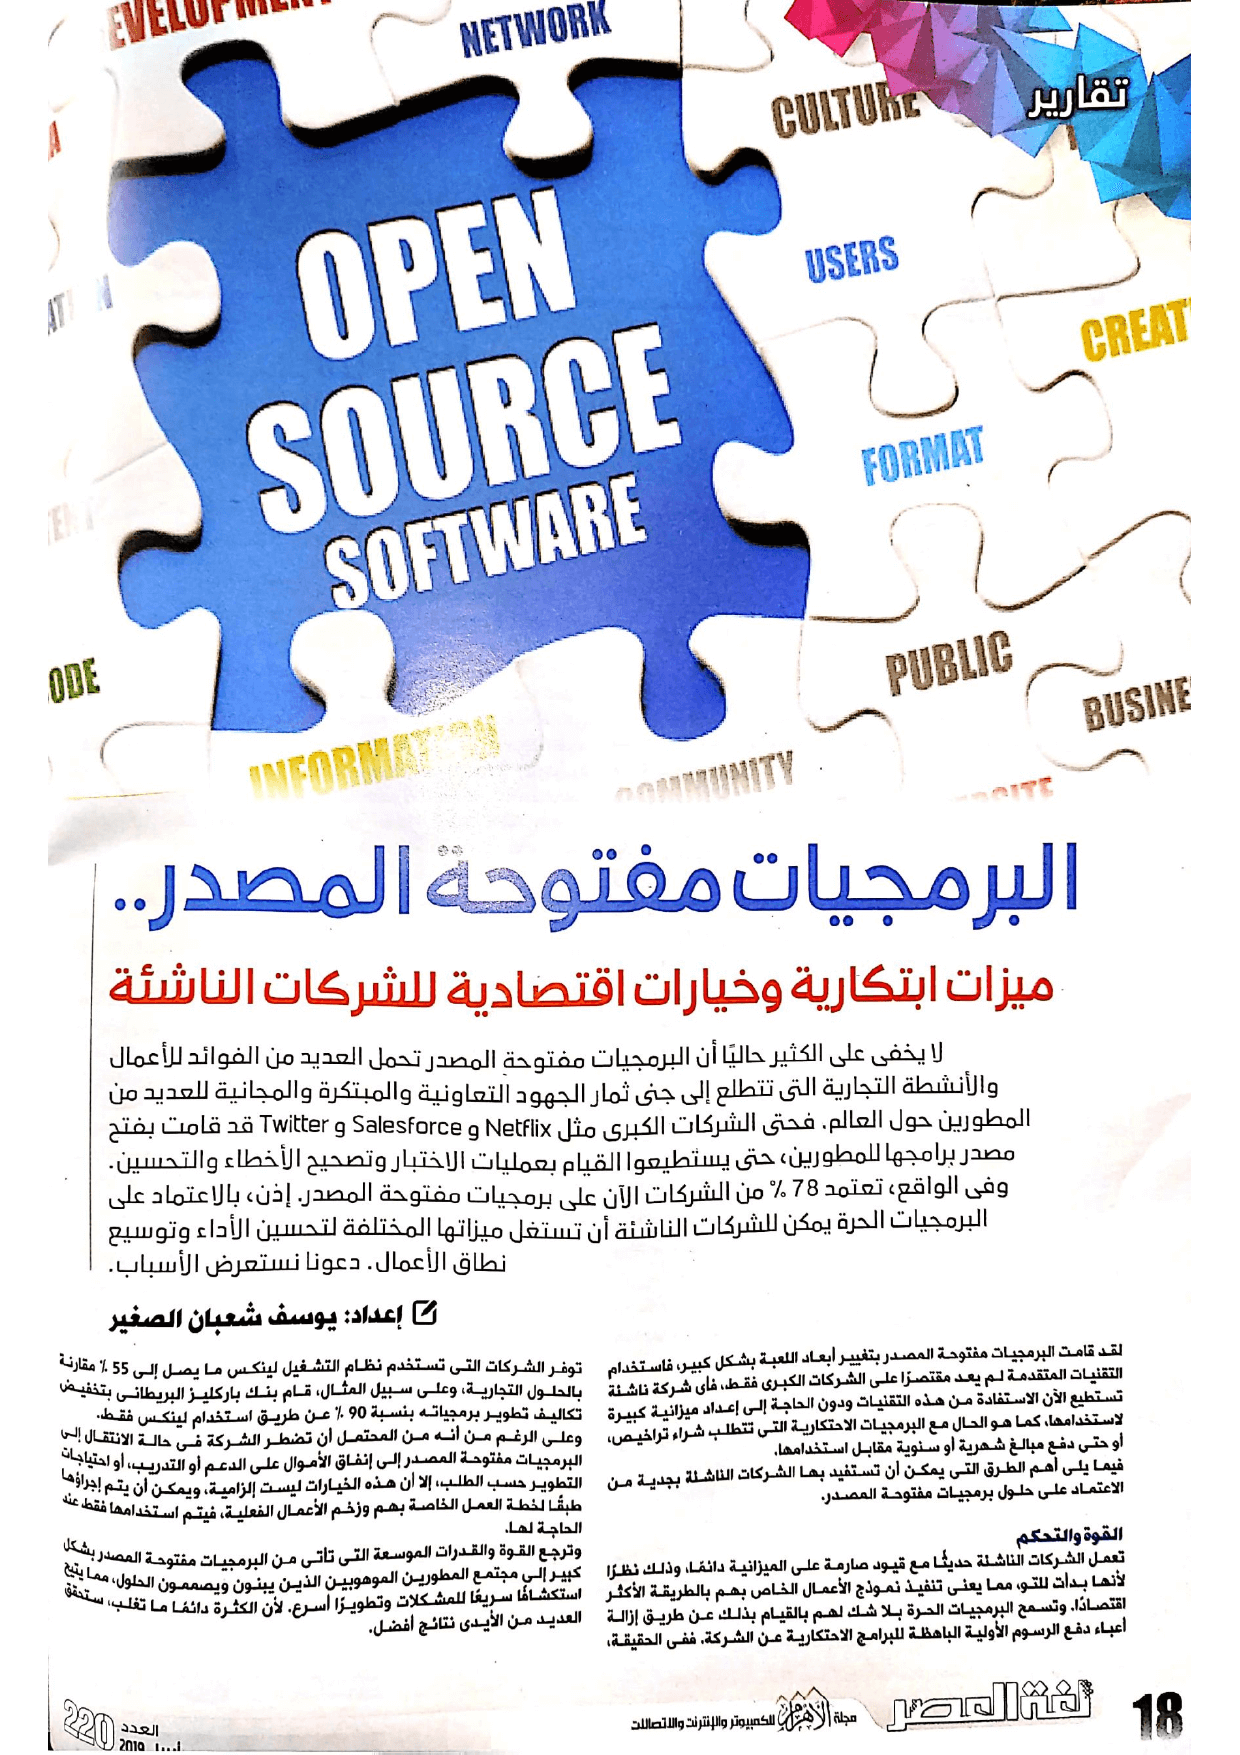 NETWORK
CULTURE
تقارير
OPEN
SOURCE
SOFTWARE
USERS
FORMAT
PUBLIC
INFORMATION
البرمجيات مفتوحة المصدر..
ميزات ابتكارية وخيارات اقتصادية للشركات الناشئة
لا يخفى على الكثير حاليًا أن البرمجيات مفتوحة المصدر تحمل العديد من الفوائد للأعمال
والأنشطة التجارية التى تتطلع إلى جنى ثمار الجهود التعاونية والمبتكرة والمجانية للعديد من
المطورين حول العالم. فحتى الشركات الكبرى مثل Netflix و Salesforce و Twitter قد قامت بفتح
مصدر برامجها للمطورين، حتى يستطيعوا القيام بعمليات الاختبار وتصحيح الأخطاء والتحسين.
وفى الواقع، تعتمد 78 % من الشركات الآن على برمجيات مفتوحة المصدر. إذن، بالاعتماد على
البرمجيات الحرة يمكن للشركات الناشئة أن تستغل ميزاتها المختلفة لتحسين الأداء وتوسيع
نطاق الأعمال. دعونا نستعرض الأسباب.
إعداد: يوسف شعبان الصغير
لقد قامت البرمجيات مفتوحة المصدر بتغيير أبعاد اللعبة بشكل كبير، فاستخدام
التقنيات المتقدمة لم يعد مقتصرًا على الشركات الكبرى فقط، فأى شركة ناشئة
تستطيع الآن الاستفادة من هذه التقنيات ودون الحاجة إلى إعداد ميزانية كبيرة
لاستخدامها، كما هو الحال مع البرمجيات الاحتكارية التى تتطلب شراء تراخيص،
أو حتى دفع مبالغ شهرية أو سنوية مقابل استخدامها.
فيما يلى أهم الطرق التى يمكن أن تستفيد بها الشركات الناشئة بجدية من
الاعتماد على حلول برمجيات مفتوحة المصدر.
القوة والتحكم
تعمل الشركات الناشئة حديثًا مع قيود صارمة على الميزانية دائمًا، وذلك نظرًا
لأنها بدأت للتو، مما يعنى تنفيذ نموذج الأعمال الخاص بهم بالطريقة الأكثر
اقتصادًا. وتسمح البرمجيات الحرة بلا شك لهم بالقيام بذلك عن طريق إزالة
أعباء دفع الرسوم الأولية الباهظة للبرامج الاحتكارية عن الشركة. ففى الحقيقة،
توفر الشركات التى تستخدم نظام التشغيل لينكس ما يصل إلى 55 % مقارنة
بالحلول التجارية، وعلى سبيل المثال، قام بنك باركليز البريطانى بتخفيض
تكاليف تطوير برمجياته بنسبة 90 % عن طريق استخدام لينكس فقط.
وعلى الرغم من أنه من المحتمل أن تضطر الشركة فى حالة الانتقال إلى
البرمجيات مفتوحة المصدر إلى إنفاق الأموال على الدعم أو التدريب، أو احتياجات
التطوير حسب الطلب، إلا أن هذه الخيارات ليست إلزامية، ويمكن أن يتم إجراؤها
طبقًا لخطة العمل الخاصة بهم وزخم الأعمال الفعلية، فيتم استخدامها فقط عند
الحاجة لها.
وترجع القوة والقدرات الموسعة التى تأتى من البرمجيات مفتوحة المصدر بشكل
كبير إلى مجتمع المطورين الموهوبين الذين يبنون ويصممون الحلول، مما يتيح
استكشافًا سريعًا للمشكلات وتطويرًا أسرع. لأن الكثرة دائمًا ما تغلب، ستحقق
العديد من الأيدى نتائج أفضل.
18
لغة العصر
مجلة الأهرام للكمبيوتر والإنترنت والاتصالات
العدد
220